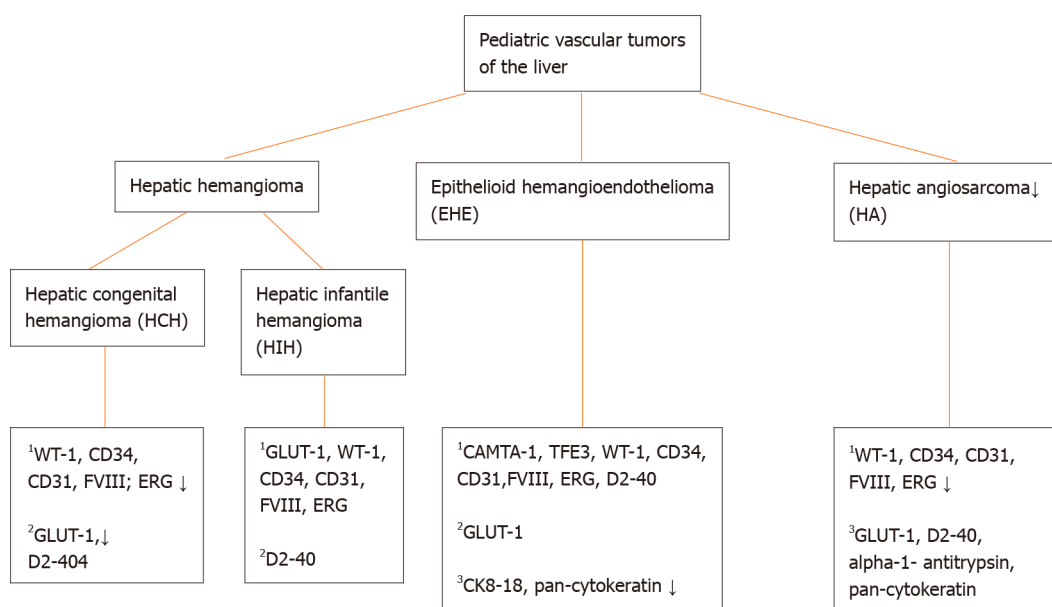 Pediatric vascular tumors
of the liver
Hepatic hemangioma
Epithelioid hemangioendothelioma
(EHE)
Hepatic angiosarcoma↓
(HA)
Hepatic congenital
hemangioma (HCH)
Hepatic infantile
hemangioma
(HIH)
¹WT-1, CD34,
CD31, FVIII; ERG ↓
²GLUT-1,↓
D2-404
¹GLUT-1, WT-1,
CD34, CD31,
FVIII, ERG
²D2-40
¹CAMTA-1, TFE3, WT-1, CD34,
CD31,FVIII, ERG, D2-40
²GLUT-1
³CK8-18, pan-cytokeratin ↓
¹WT-1, CD34, CD31,
FVIII, ERG ↓
³GLUT-1, D2-40,
alpha-1- antitrypsin,
pan-cytokeratin